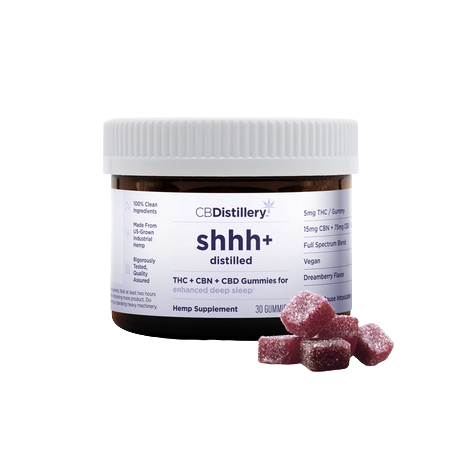 100% Clean
Ingredients
Made From
US-Grown
Industrial
Hemp
Rigorously
Tested,
Quality
Assured
CBDistillery
shhh+
distilled
THC + CBN + CBD Gummies for
enhanced deep sleep
Hemp Supplement
30 GUMMI
5mg THC / Gummy
15mg CBN + 75mg
Full Spectrum Blend
Vegan
Dreamberry Flavor